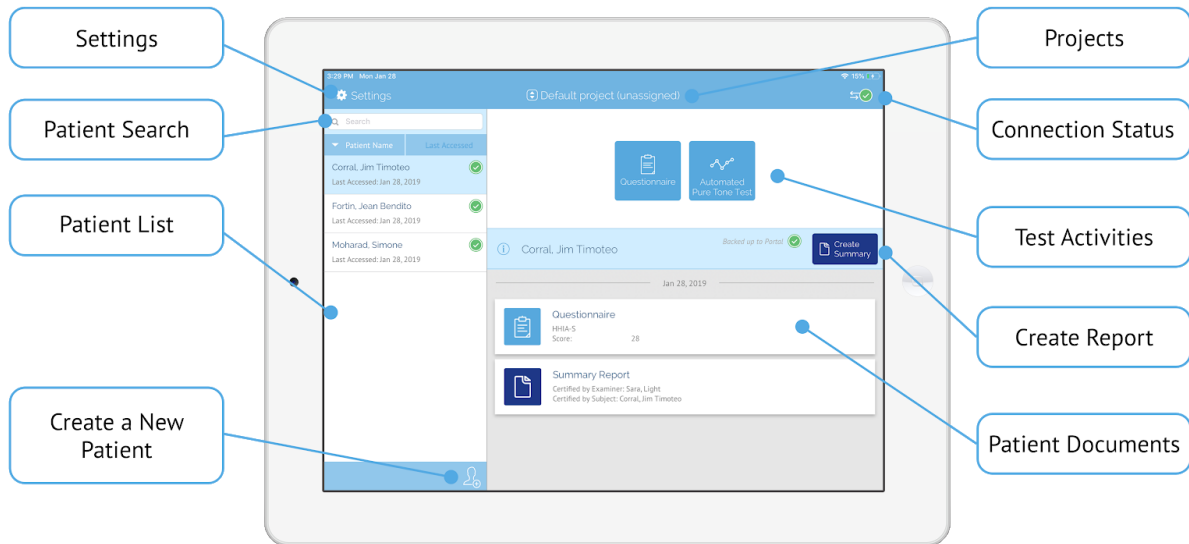 Settings
Patient Search
Patient List
Create a New
Patient
3:29 PM Mon Jan 28
15%
Settings
Default project (unassigned)
Search
Patient Name
Last Accessed
Corral, Jim Timoteo
Last Accessed: Jan 28, 2019
Fortin, Jean Bendito
Last Accessed: Jan 28, 2019
Moharad, Simone
Last Accessed: Jan 28, 2019
Questionnaire
Automated
Pure Tone Test
Corral, Jim Timoteo
Backed up to Portal
Create
Summary
Jan 28, 2019
Questionnaire
HHIA-S
Score: 28
Summary Report
Certified by Examiner: Sara, Light
Certified by Subject: Corral, Jim Timoteo
Projects
Connection Status
Test Activities
Create Report
Patient Documents